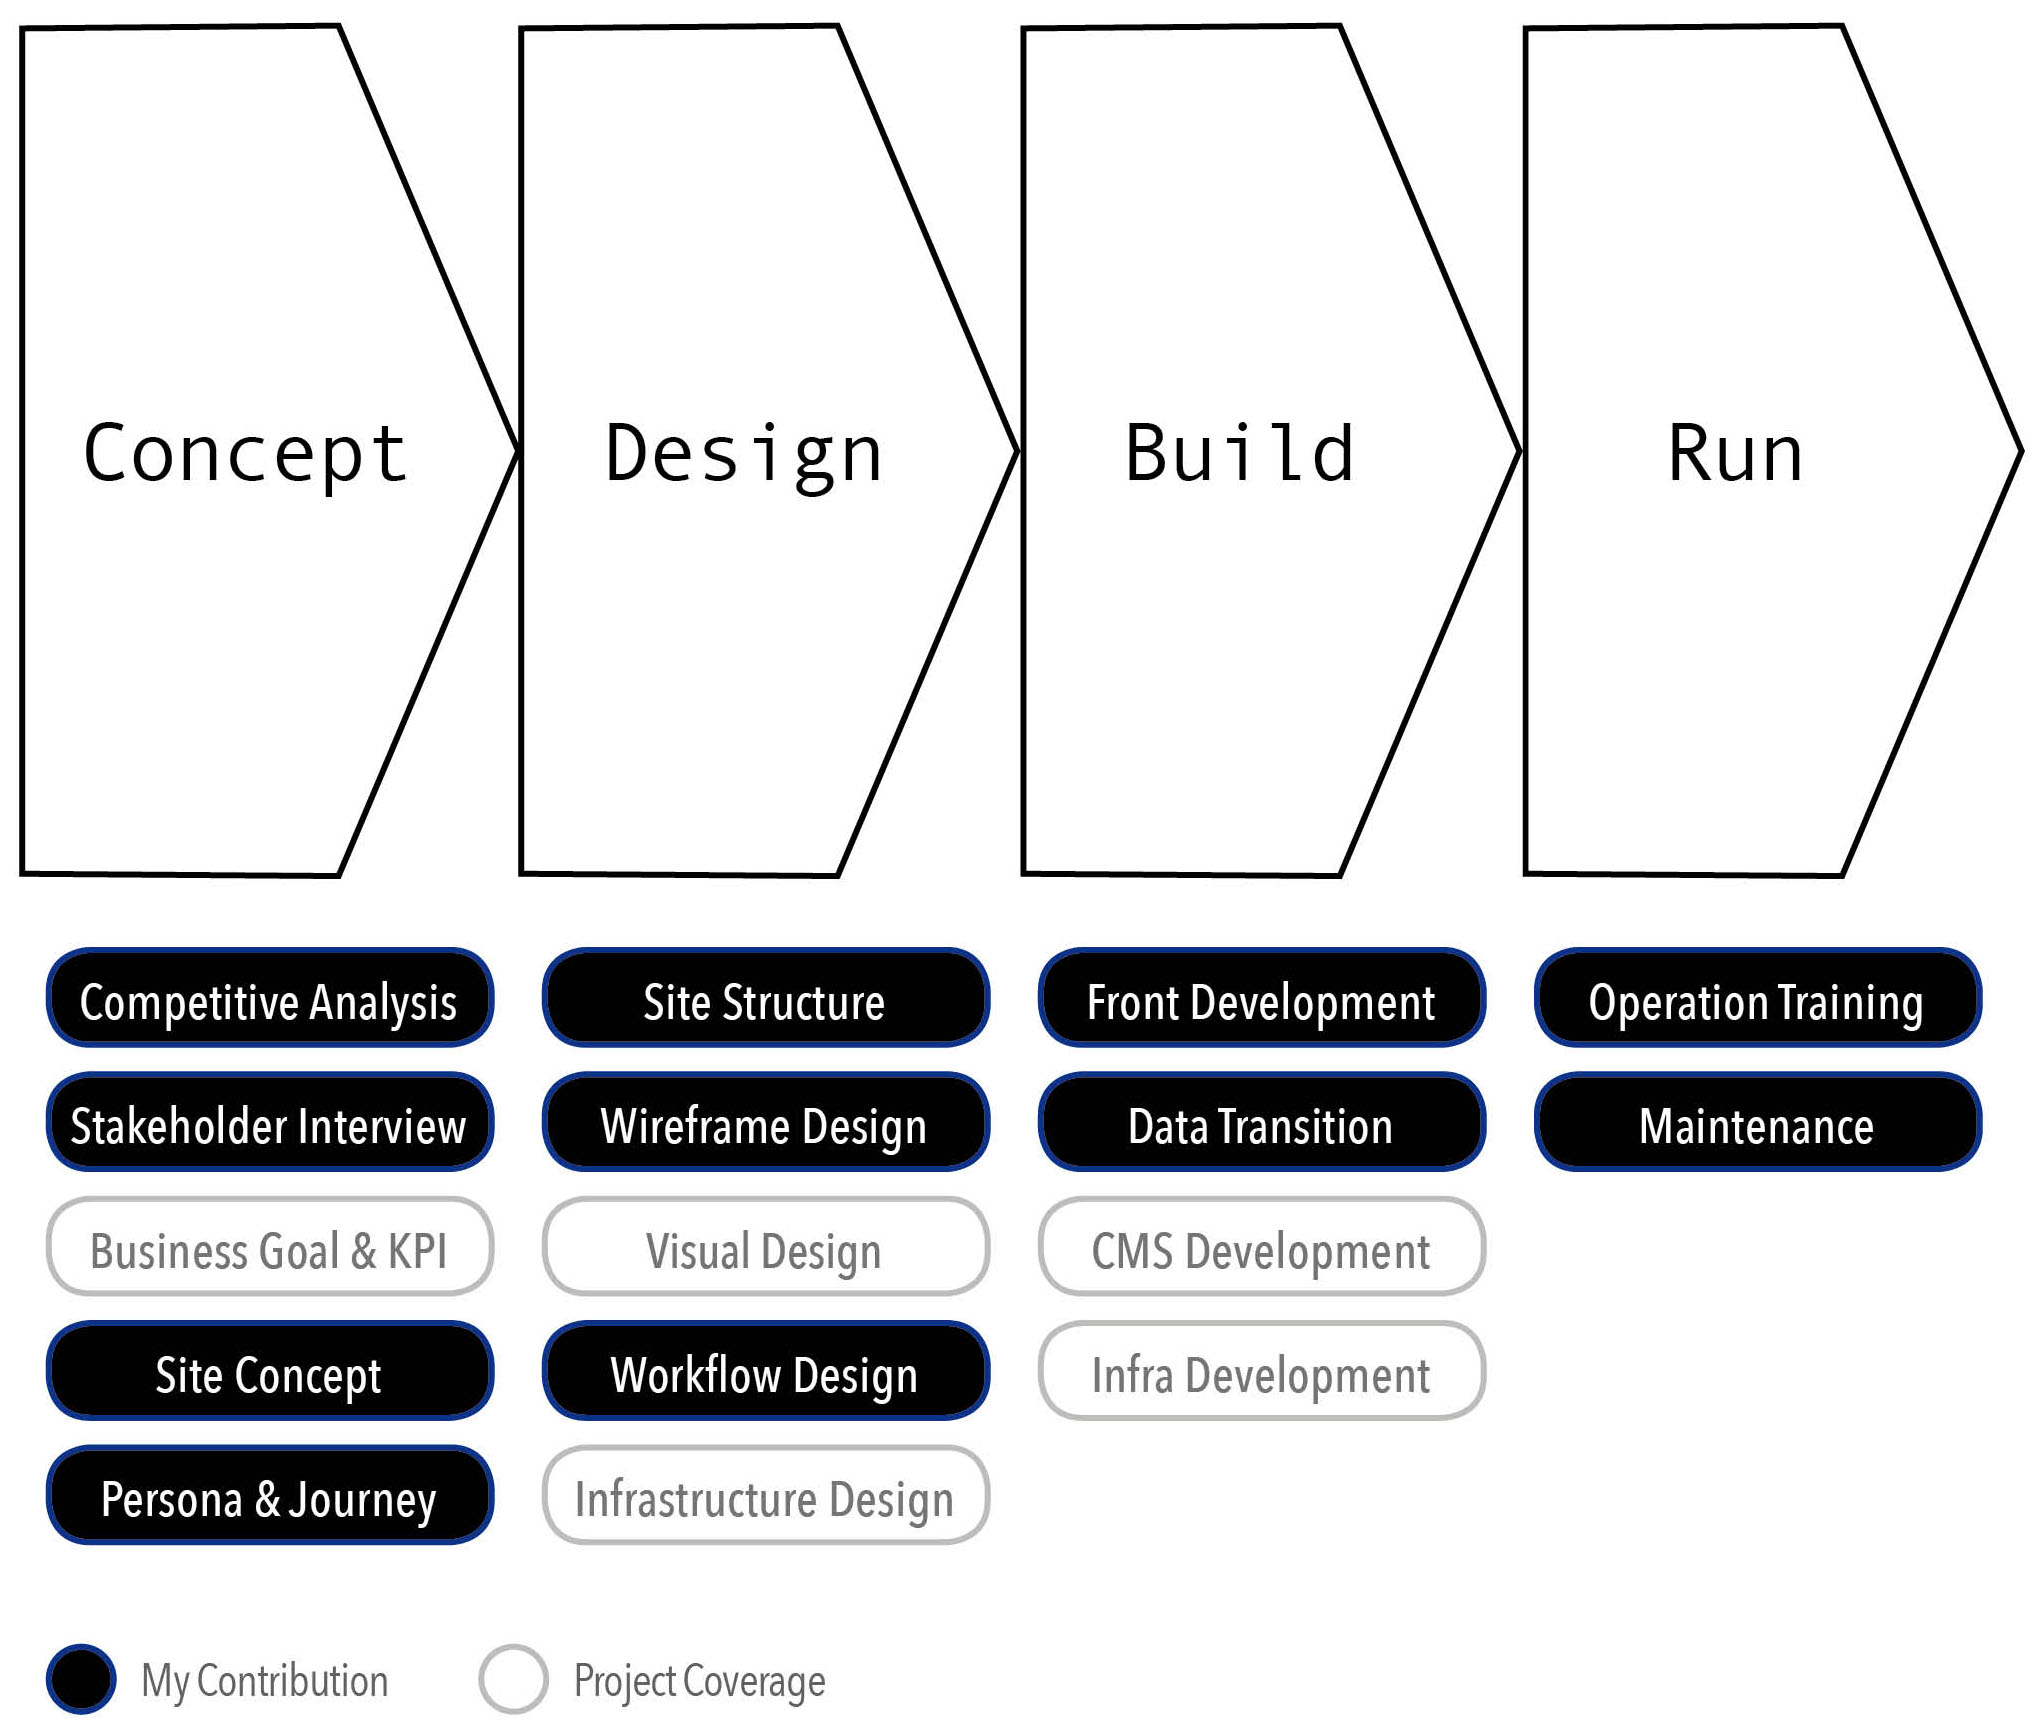 Concept
Design
Build
Run
Competitive Analysis
Stakeholder Interview
Business Goal & KPI
Site Concept
Persona & Journey
Site Structure
Wireframe Design
Visual Design
Workflow Design
Infrastructure Design
Front Development
Data Transition
CMS Development
Infra Development
Operation Training
Maintenance
My Contribution
Project Coverage